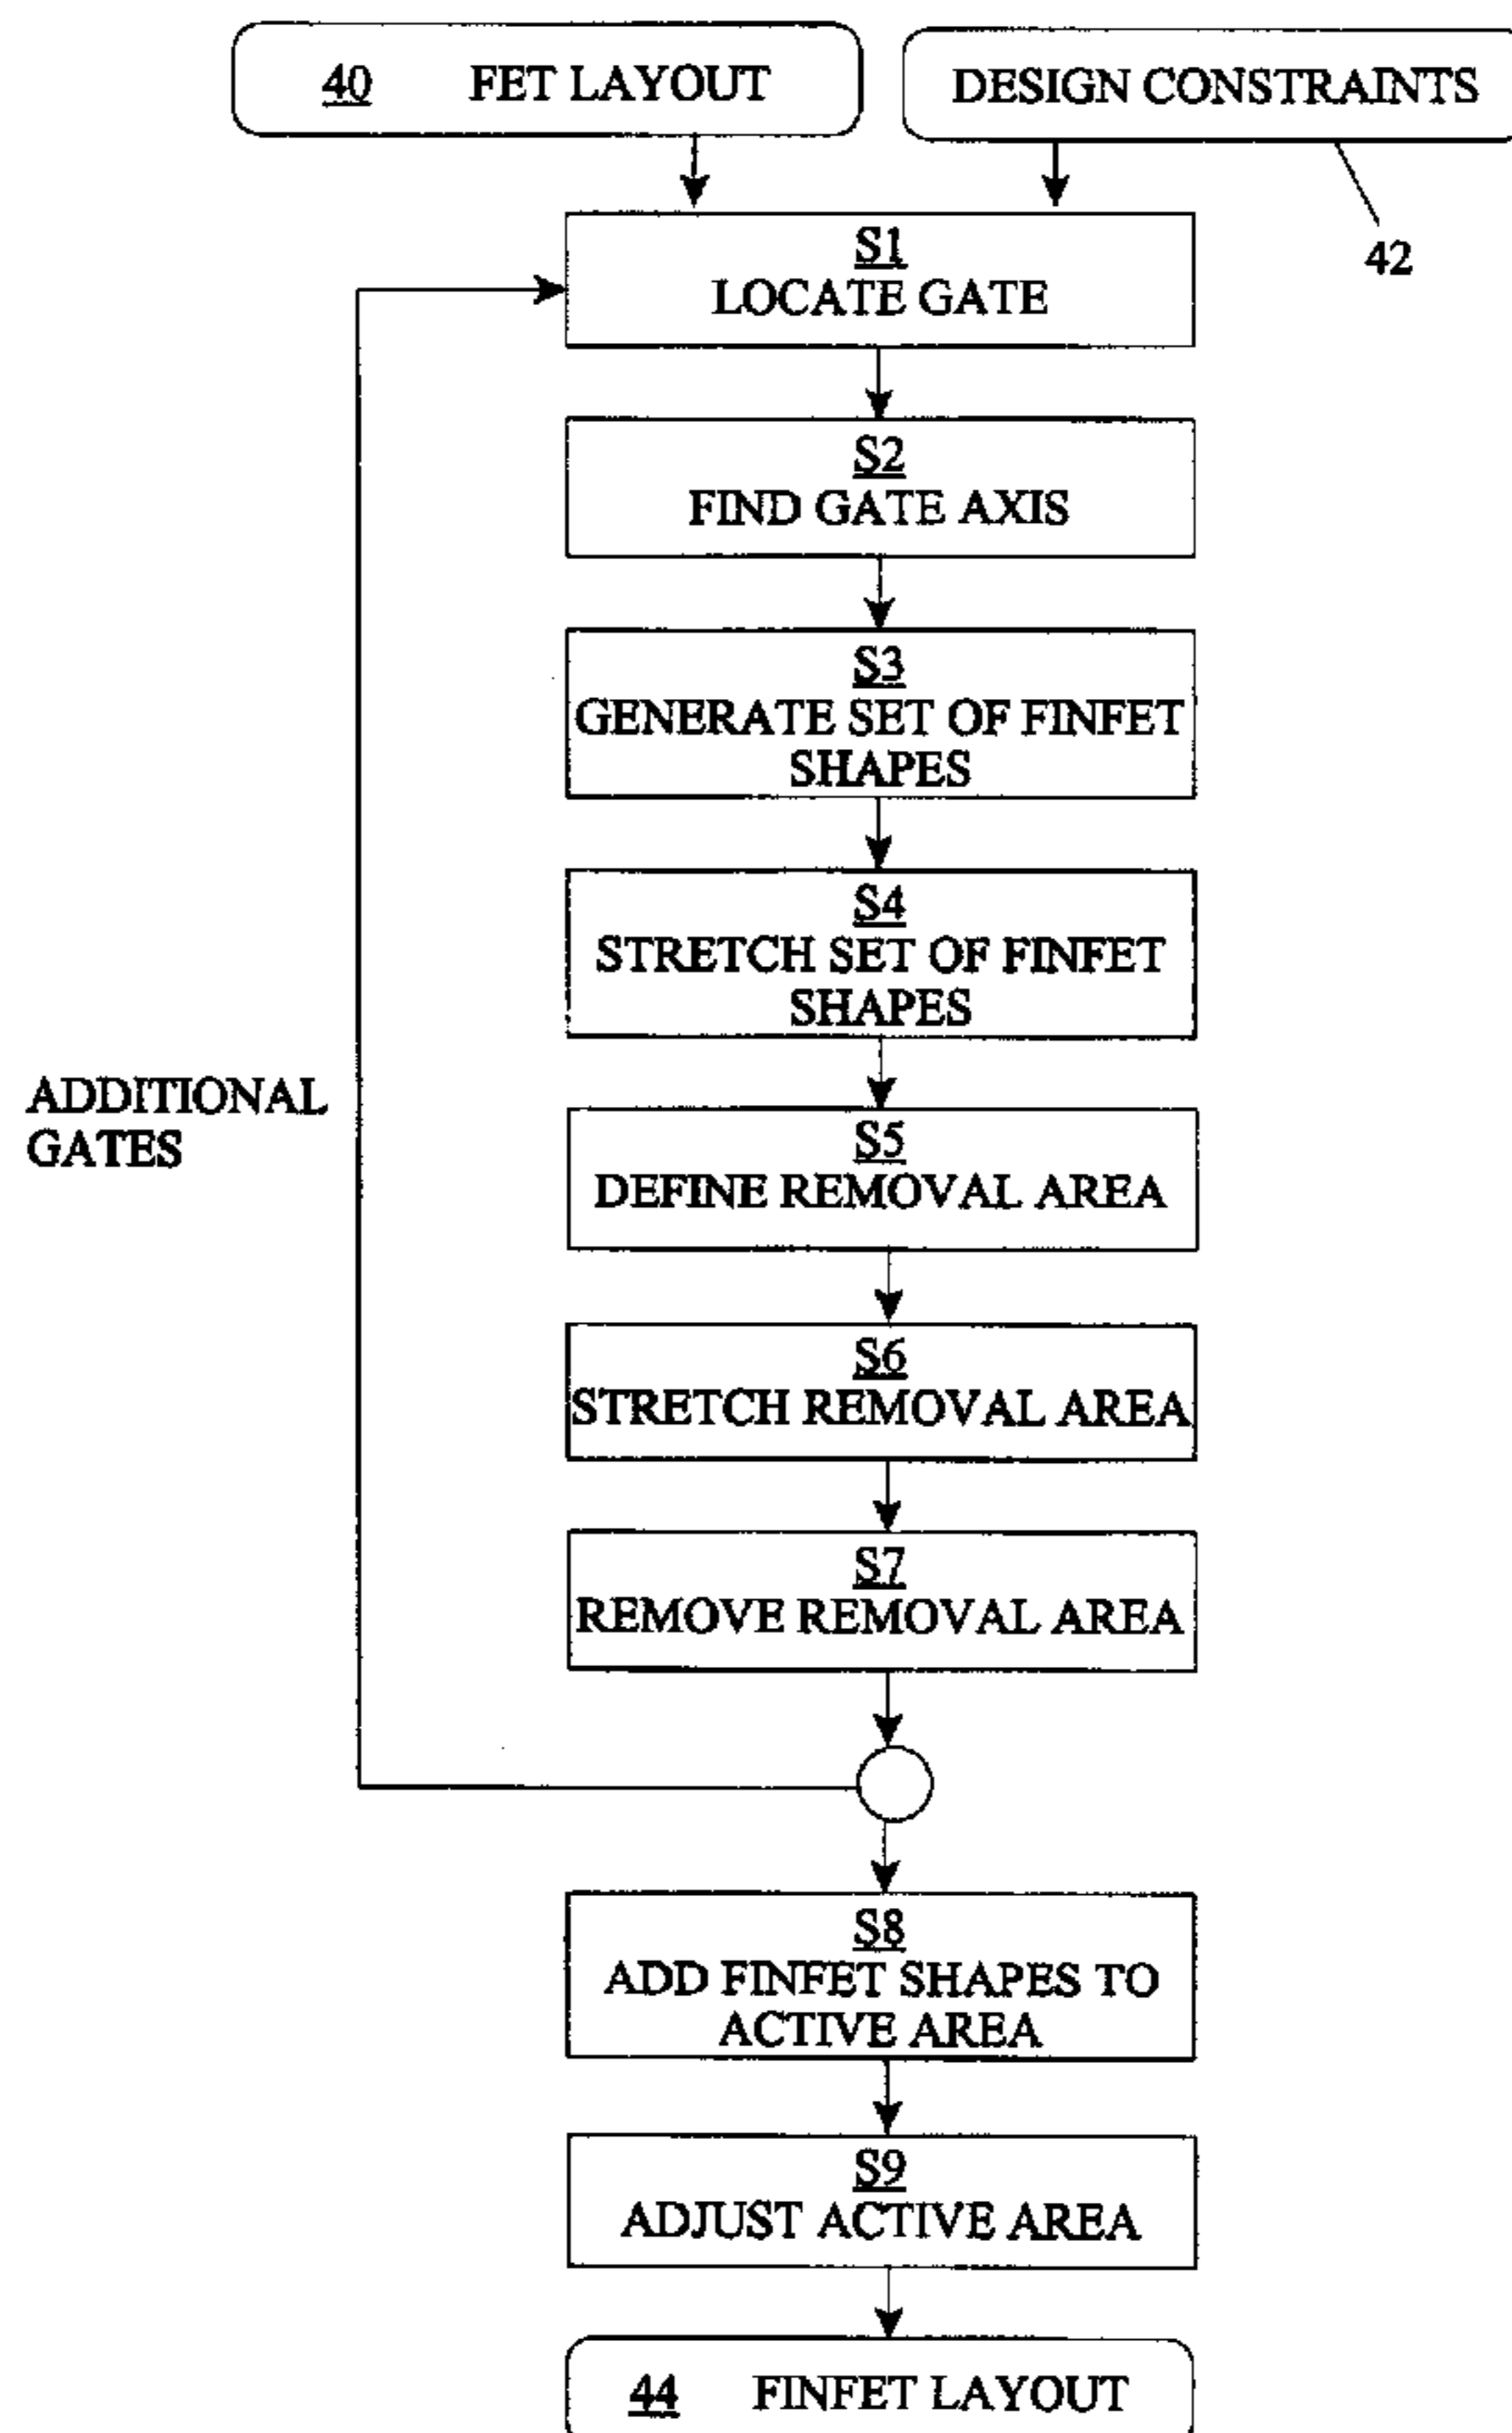 40 FET LAYOUT
DESIGN CONSTRAINTS
42
S1
LOCATE GATE
S2
FIND GATE AXIS
S3
GENERATE SET OF FINFET
SHAPES
S4
STRETCH SET OF FINFET
SHAPES
ADDITIONAL
GATES
S5
DEFINE REMOVAL AREA
S6
STRETCH REMOVAL AREA
S7
REMOVE REMOVAL AREA
S8
ADD FINFET SHAPES TO
ACTIVE AREA
S9
ADJUST ACTIVE AREA
44 FINFET LAYOUT